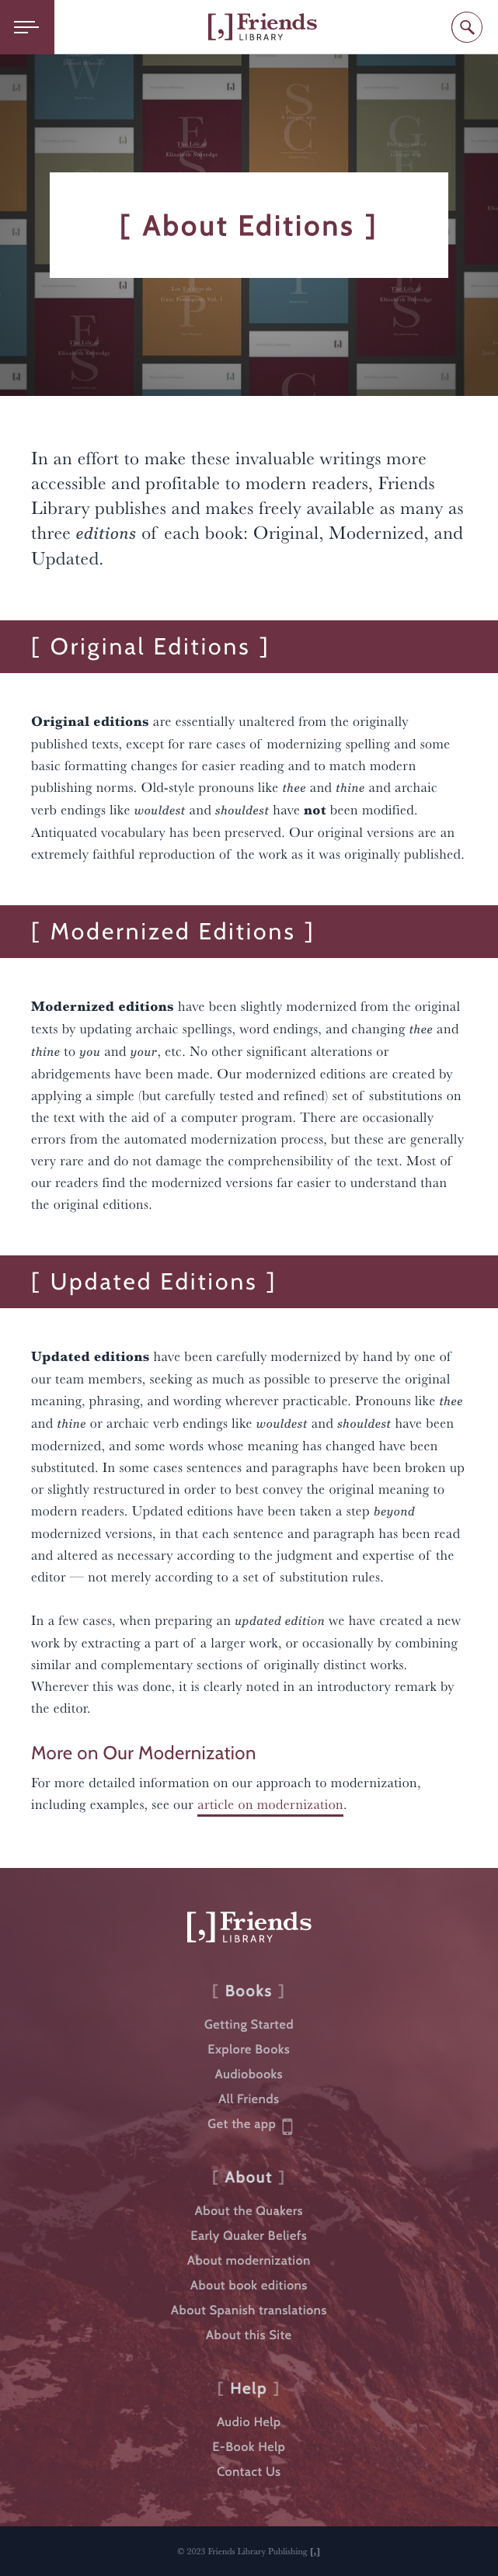 [,] Friends
LIBRARY
W
S
C
G
The Life of
Elizabeth Stirredge
[ About Editions ]
Los Escritos de
Isaac Penington, Vol. 1
P
The Life of
Elizabeth Stirredge
E
S
The Life of
Elizabeth Stirredge
S
In an effort to make these invaluable writings more
accessible and profitable to modern readers, Friends
Library publishes and makes freely available as many as
three editions of each book: Original, Modernized, and
Updated.
[ Original Editions ]
Original editions are essentially unaltered from the originally
published texts, except for rare cases of modernizing spelling and some
basic formatting changes for easier reading and to match modern
publishing norms. Old-style pronouns like thee and thine and archaic
verb endings like wouldest and shouldest have not been modified.
Antiquated vocabulary has been preserved. Our original versions are an
extremely faithful reproduction of the work as it was originally published.
[ Modernized Editions ]
Modernized editions have been slightly modernized from the original
texts by updating archaic spellings, word endings, and changing thee and
thine to you and your, etc. No other significant alterations or
abridgements have been made. Our modernized editions are created by
applying a simple (but carefully tested and refined) set of substitutions on
the text with the aid of a computer program. There are occasionally
errors from the automated modernization process, but these are generally
very rare and do not damage the comprehensibility of the text. Most of
our readers find the modernized versions far easier to understand than
the original editions.
[ Updated Editions ]
Updated editions have been carefully modernized by hand by one of
our team members, seeking as much as possible to preserve the original
meaning, phrasing, and wording wherever practicable. Pronouns like thee
and thine or archaic verb endings like wouldest and shouldest have been
modernized, and some words whose meaning has changed have been
substituted. In some cases sentences and paragraphs have been broken up
or slightly restructured in order to best convey the original meaning to
modern readers. Updated editions have been taken a step beyond
modernized versions, in that each sentence and paragraph has been read
and altered as necessary according to the judgment and expertise of the
editor — not merely according to a set of substitution rules.
In a few cases, when preparing an updated edition we have created a new
work by extracting a part of a larger work, or occasionally by combining
similar and complementary sections of originally distinct works.
Wherever this was done, it is clearly noted in an introductory remark by
the editor.
More on Our Modernization
For more detailed information on our approach to modernization,
including examples, see our article on modernization.
[,] Friends
LIBRARY
[ Books ]
Getting Started
Explore Books
Audiobooks
All Friends
Get the app
[ About ]
About the Quakers
Early Quaker Beliefs
About modernization
About book editions
About Spanish translations
About this Site
[ Help ]
Audio Help
E-Book Help
Contact Us
© 2023 Friends Library Publishing [,]